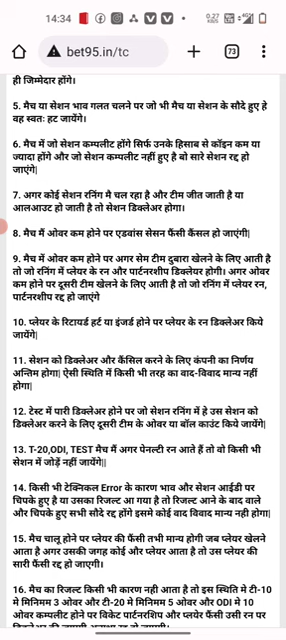 14:34
0.27
KB/S
4G
24
bet95.in/tc
73
ही जिम्मेदार होंगे।
5. मैच या सेशन भाव गलत चलने पर जो भी मैच या सेशन के सौदे हुए हे
वह स्वतः हट जायेंगे।
6. मैच में जो सेशन कम्पलीट होंगे सिर्फ उनके हिसाब से कॉइन कम या
ज्यादा होंगे और जो सेशन कम्पलीट नहीं हुए है बो सारे सेशन रद्द हो
जाएंगे|
7. अगर कोई सेशन रनिंग मै चल रहा है और टीम जीत जाती है या
आलआउट हो जाती है तो सेशन डिक्लेअर होगा।
8. मैच मैं ओवर कम होने पर एडवांस सेसन फैंसी कैंसल हो जाएंगी|
9. मैच में ओवर कम होने पर अगर सेम टीम दुबारा खेलने के लिए आती है
तो जो रनिंग में प्लेयर के रन और पार्टनरशीप डिक्लेयर होगी। अगर ओवर
कम होने पर दूसरी टीम खेलने के लिए आती है तो जो रनिंग में प्लेयर रन,
पार्टनरशीप रद्द हो जाएंगे
10. प्लेयर के रिटायर्ड हर्ट या इंजर्ड होने पर प्लेयर के रन डिक्लेअर किये
जायेंगे|
11. सेशन को डिक्लेअर और कैंसिल करने के लिए कंपनी का निर्णय
अन्तिम होगा| ऐसी स्थिति में किसी भी तरह का वाद-विवाद मान्य नहीं
होगा|
12. टेस्ट में पारी डिक्लेअर होने पर जो सेशन रनिंग में हे उस सेशन को
डिक्लेअर करने के लिए दूसरी टीम के ओवर या बॉल काउंट किये जायेंगे|
13. T-20,ODI, TEST मैच मैं अगर पेनल्टी रन आते हैं तो वो किसी भी
सेशन में जोड़ें नहीं जायेंगे||
14. किसी भी टेक्निकल Error के कारण भाव और सेशन आईडी पर
चिपके हुए है या उसका रिजल्ट आ गया है तो रिजल्ट आने के बाद वाले
और चिपके हुए सभी सौदे रद्द होंगे इसमे कोई वाद विवाद मान्य नही होगा|
15. मैच चालू होने पर प्लेयर की फैंसी तभी मान्य होगी जब प्लेयर खेलने
आता है अगर उसकी जगह कोई और प्लेयर आता है तो उस प्लेयर की
सारी फैंसी रद्द हो जाएगी।
16. मैच का रिजल्ट किसी भी कारण नही आता है तो इस स्थिति मे टी-10
मे मिनिमम 3 ओवर और टी-20 मे मिनिमम 5 ओवर और ODI मे 10
ओवर कम्पलीट होने पर विकेट पार्टनरशिप और प्लयेर फैंसी उसी रन पर